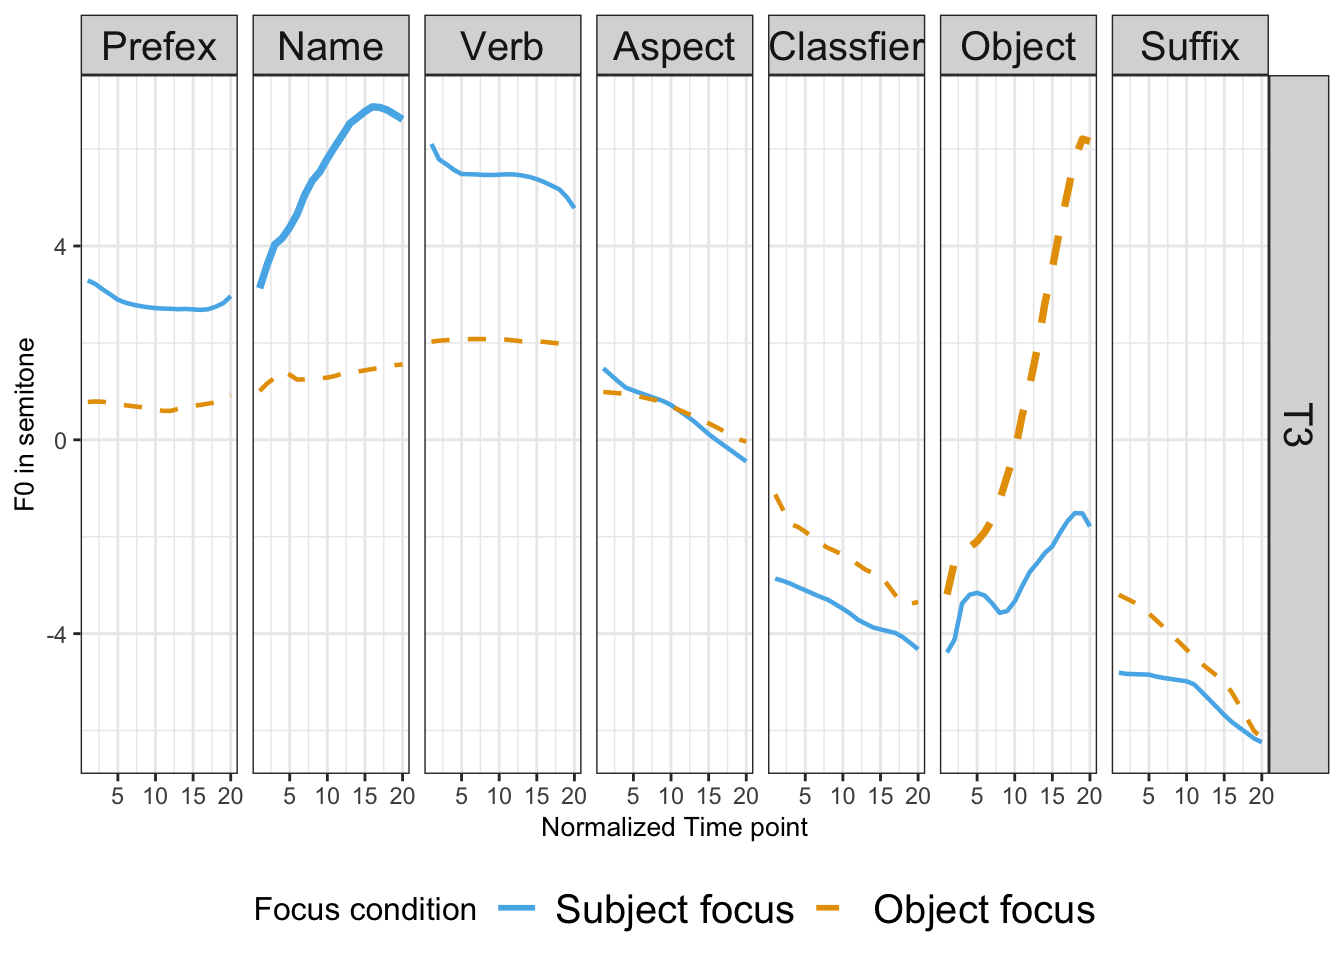 Prefex Name Verb Aspect Classfier Object Suffix
T3
F0 in semitone
4
0
-4
5 10 15 20 5 10 15 20 5 10 15 20 5 10 15 20 5 10 15 20 5 10 15 20 5 10 15 20
Normalized Time point
Focus condition Subject focus Object focus